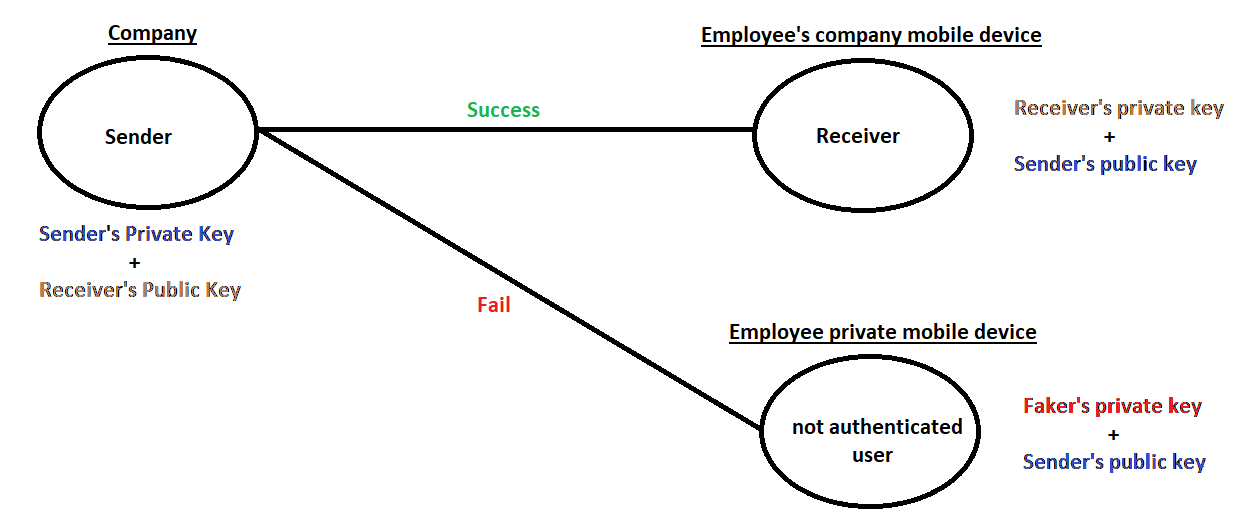 Company
Employee's company mobile device
Success
Sender
Receiver
Receiver's private key
+
Sender's public key
Sender's Private Key
+
Receiver's Public Key
Fail
Employee private mobile device
not authenticated
user
Faker's private key
+
Sender's public key